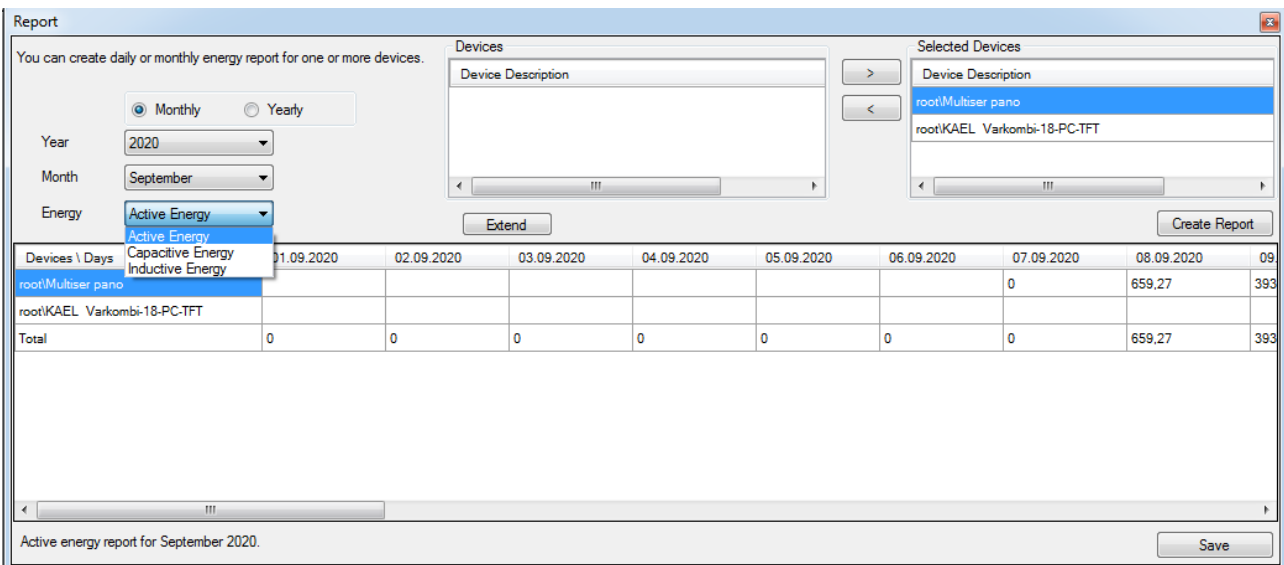 Report
You can create daily or monthly energy report for one or more devices.
Monthly Yearly
Year 2020
Month September
Energy Active Energy
Active Energy
Capacitive Energy
Inductive Energy
Devices
Device Description
>
<
Selected Devices
Device Description
root\Multiser pano
root\KAEL Varkombi-18-PC-TFT
Extend
Create Report
Devices \ Days 01.09.2020 02.09.2020 03.09.2020 04.09.2020 05.09.2020 06.09.2020 07.09.2020 08.09.2020 09.
root\Multiser pano 0 659,27 393
root\KAEL Varkombi-18-PC-TFT
Total 0 0 0 0 0 0 0 659,27 393
Active energy report for September 2020.
Save